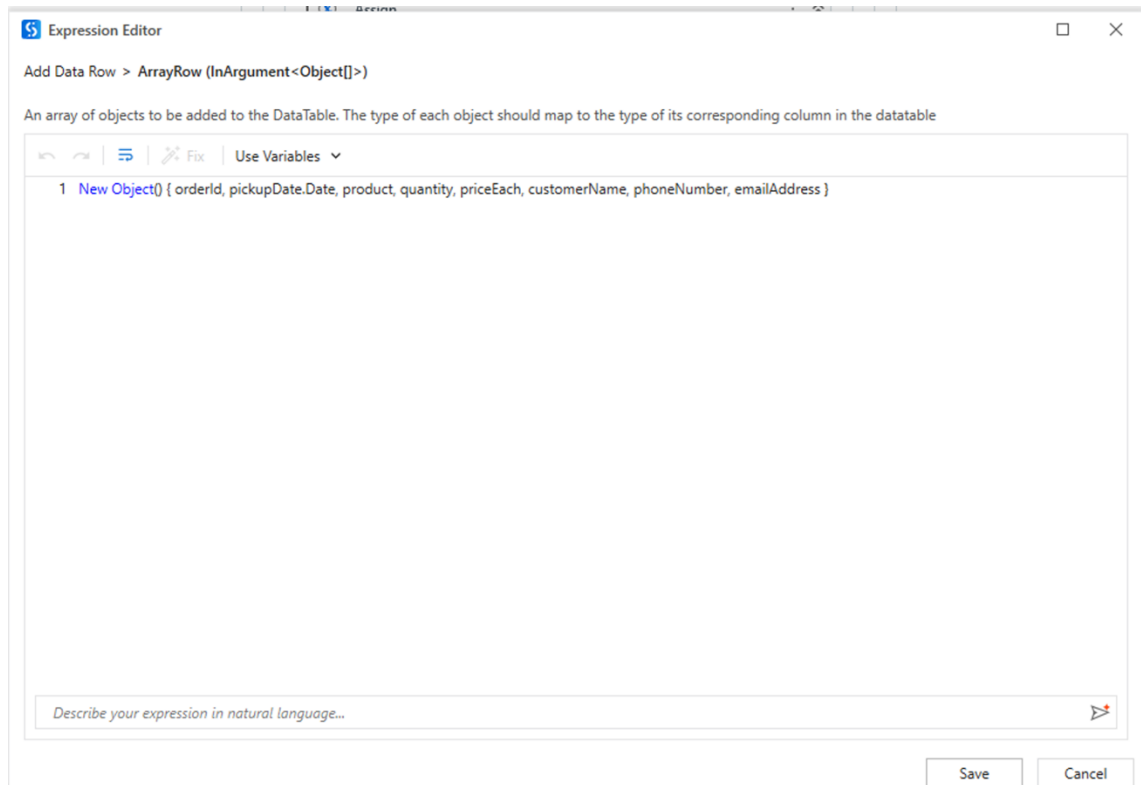 Assign
Expression Editor
Add Data Row > ArrayRow (InArgument<Object[]>)
An array of objects to be added to the DataTable. The type of each object should map to the type of its corresponding column in the datatable
Fix Use Variables
1 New Object() { orderId, pickupDate.Date, product, quantity, priceEach, customerName, phoneNumber, emailAddress }
Describe your expression in natural language...
Save Cancel